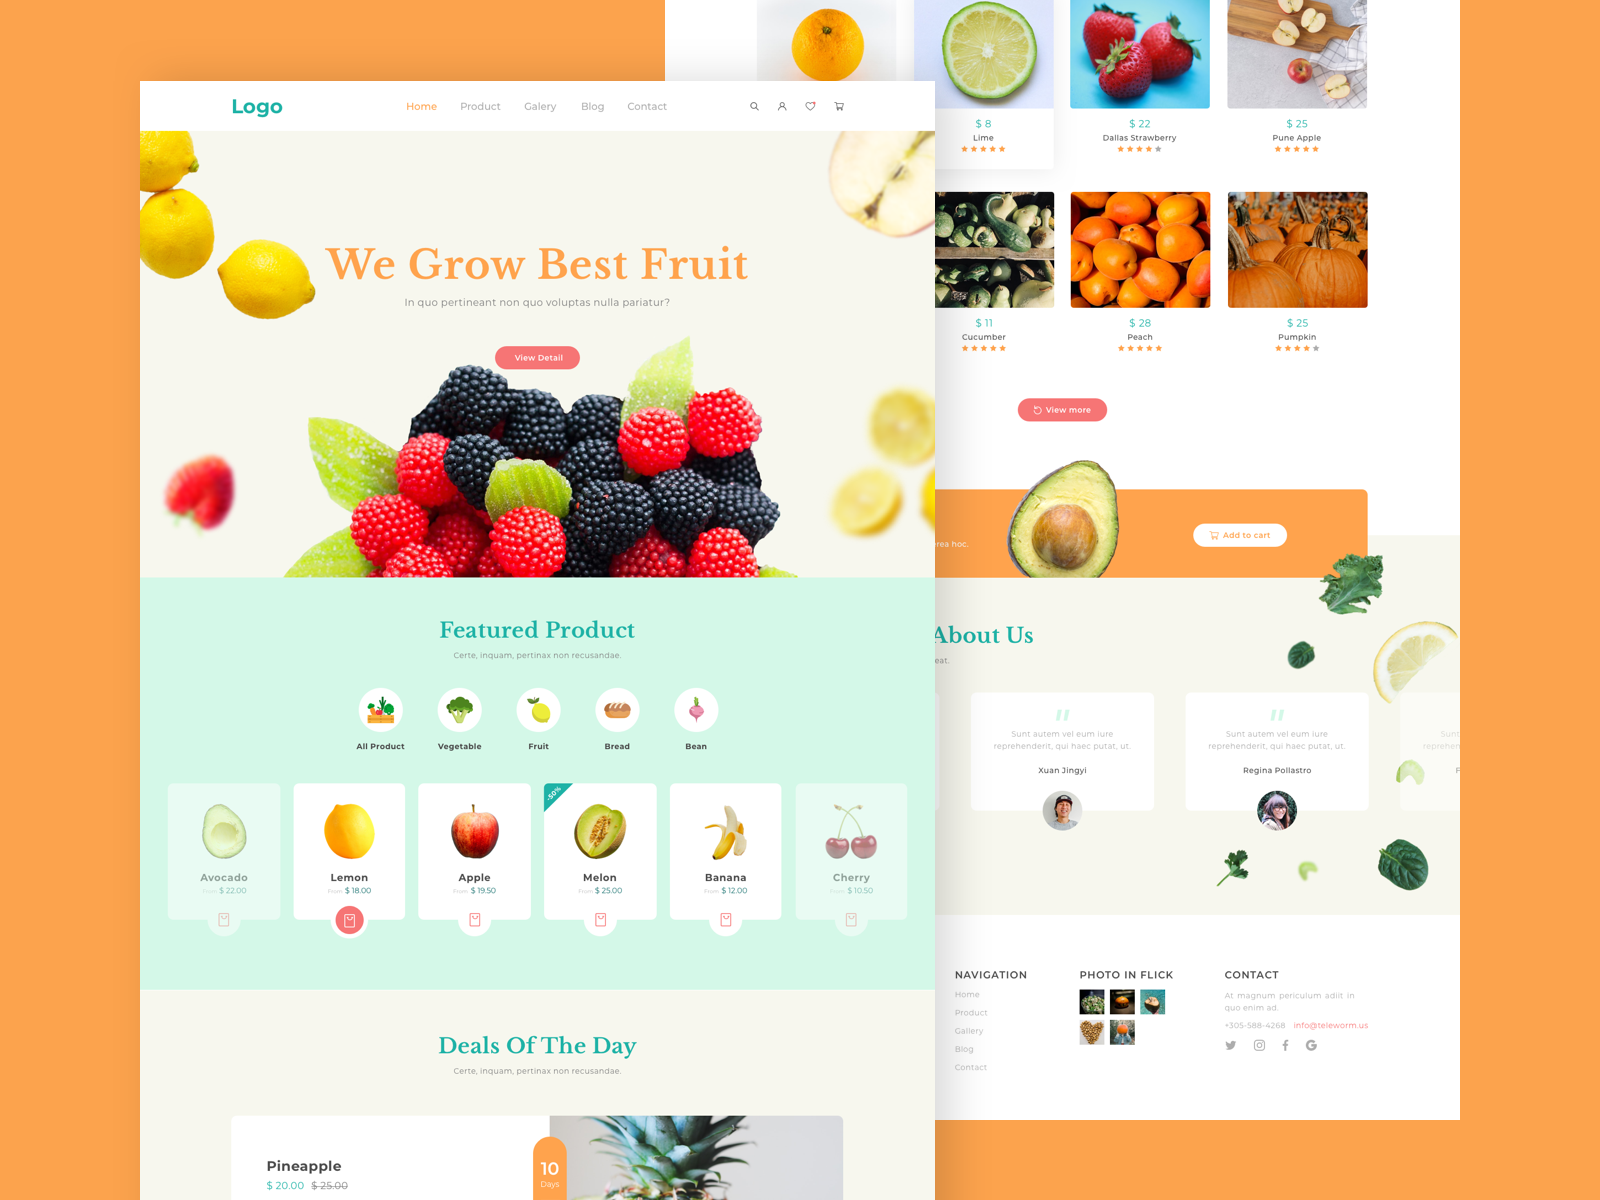 Logo
Home Product Galery Blog Contact
We Grow Best Fruit
In quo pertineant non quo voluptas nulla pariatur?
View Detail
Featured Product
Certe, inquam, pertinax non recusandae.
All Product Vegetable Fruit Bread Bean
-50%
Avocado Lemon Apple Melon Banana Cherry
From $ 22.00 From $ 18.00 From $ 19.50 From $ 25.00 From $ 12.00 From $ 10.50
Deals Of The Day
Certe, inquam, pertinax non recusandae.
Pineapple
$ 20.00 $ 25.00
10
Days
$ 8 $ 22 $ 25
Lime Dallas Strawberry Pune Apple
$ 11 $ 28 $ 25
Cucumber Peach Pumpkin
View more
hoc.
Add to cart
About Us
Sunt autem vel eum iure
reprehenderit, qui haec putat, ut.
Xuan Jingyi
Sunt autem vel eum iure
reprehenderit, qui haec putat, ut.
Regina Pollastro
NAVIGATION
Home
Product
Gallery
Blog
Contact
PHOTO IN FLICK
CONTACT
At magnum periculum adiit in
quo enim ad.
+305-588-4268 info@teleworm.us